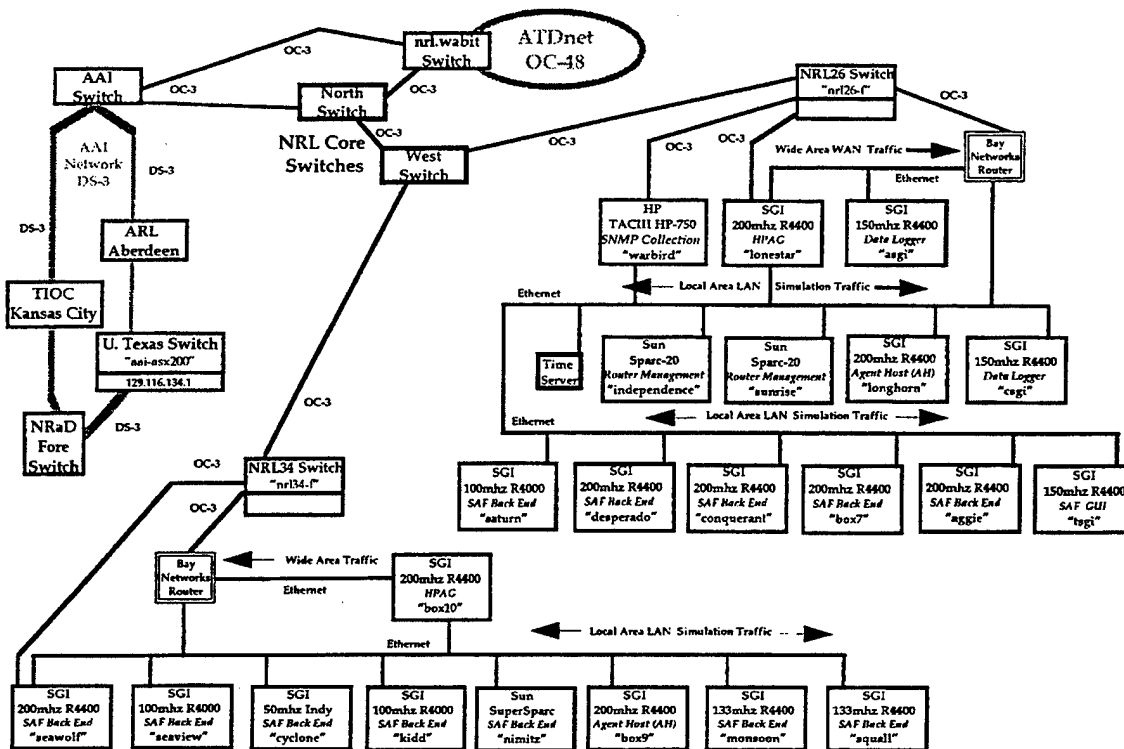 nrl.wabit
Switch
ATDnet
OC-48
OC-3
AAI
Switch
OC-3
OC-3
North
Switch
NRL Core
Switches
OC-3
West
Switch
OC-3
NRL26 Switch
"nrl26-f"
OC-3
OC-3
Wide Area WAN Traffic
Bay
Networks
Router
Ethernet
AAI
Network
DS-3
DS-3
DS-3
ARL
Aberdeen
TIOC
Kansas City
U. Texas Switch
"aai-asx200"
129.116.134.1
NRaD
Fore
Switch
DS-3
HP
TACIII HP-750
SNMP Collection
"warbird"
SGI
200mhz R4400
HPAG
"lonestar"
SGI
150mhz R4400
Data Logger
"asgi"
Ethernet
Local Area LAN Simulation Traffic
Time
Server
Sun
Sparc-20
Router Management
"independence"
Sun
Sparc-20
Router Management
"sunrise"
SGI
200mhz R4400
Agent Host (AH)
"longhorn"
SGI
150mhz R4400
Data Logger
"csgi"
Ethernet
Local Area LAN Simulation Traffic
SGI
100mhz R4000
SAF Back End
"saturn"
SGI
200mhz R4400
SAF Back End
"desperado"
SGI
200mhz R4400
SAF Back End
"conquerant"
SGI
200mhz R4400
SAF Back End
"box7"
SGI
200mhz R4400
SAF Back End
"aggie"
SGI
150mhz R4400
SAF GUI
"tsgi"
OC-3
OC-3
NRL34 Switch
"nrl34-f"
OC-3
Bay
Networks
Router
Wide Area Traffic
Ethernet
SGI
200mhz R4400
HPAG
"box10"
Ethernet
Local Area LAN Simulation Traffic
SGI
200mhz R4400
SAF Back End
"seawolf"
SGI
100mhz R4000
SAF Back End
"seaview"
SGI
50mhz Indy
SAF Back End
"cyclone"
SGI
100mhz R4000
SAF Back End
"kidd"
Sun
SuperSparc
SAF Back End
"nimitz"
SGI
200mhz R4400
Agent Host (AH)
"box9"
SGI
133mhz R4400
SAF Back End
"monsoon"
SGI
133mhz R4400
SAF Back End
"squall"